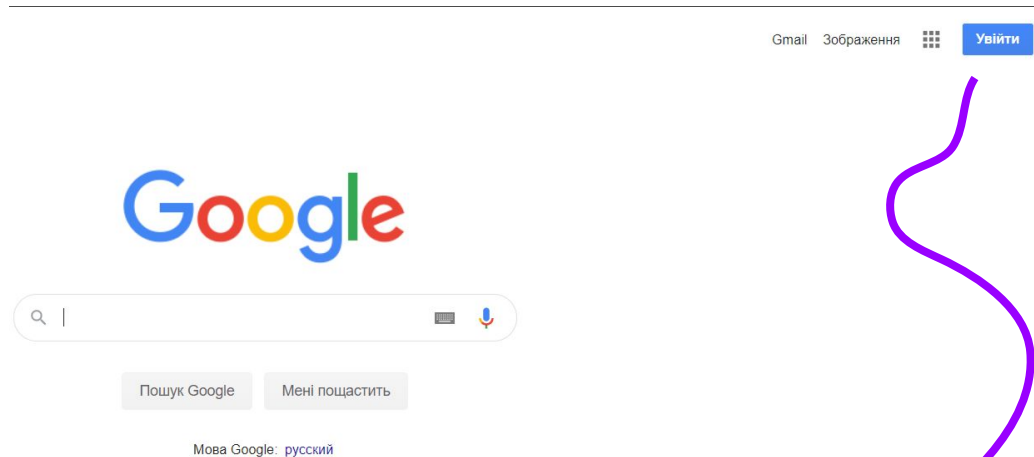 Gmail Зображення Увійти
Google
Пошук Google Мені пощастить
Мова Google: русский